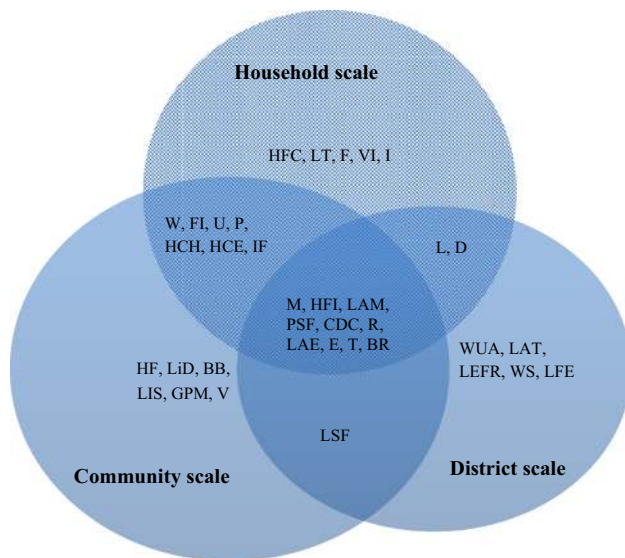 Household scale
HFC, LT, F, VI, I
W, FI, U, P,
HCH, HCE, IF
L, D
M, HFI, LAM,
PSF, CDC, R,
LAE, E, T, BR
HF, LiD, BB,
LIS, GPM, V
WUA, LAT,
LEFR, WS, LFE
LSF
Community scale
District scale